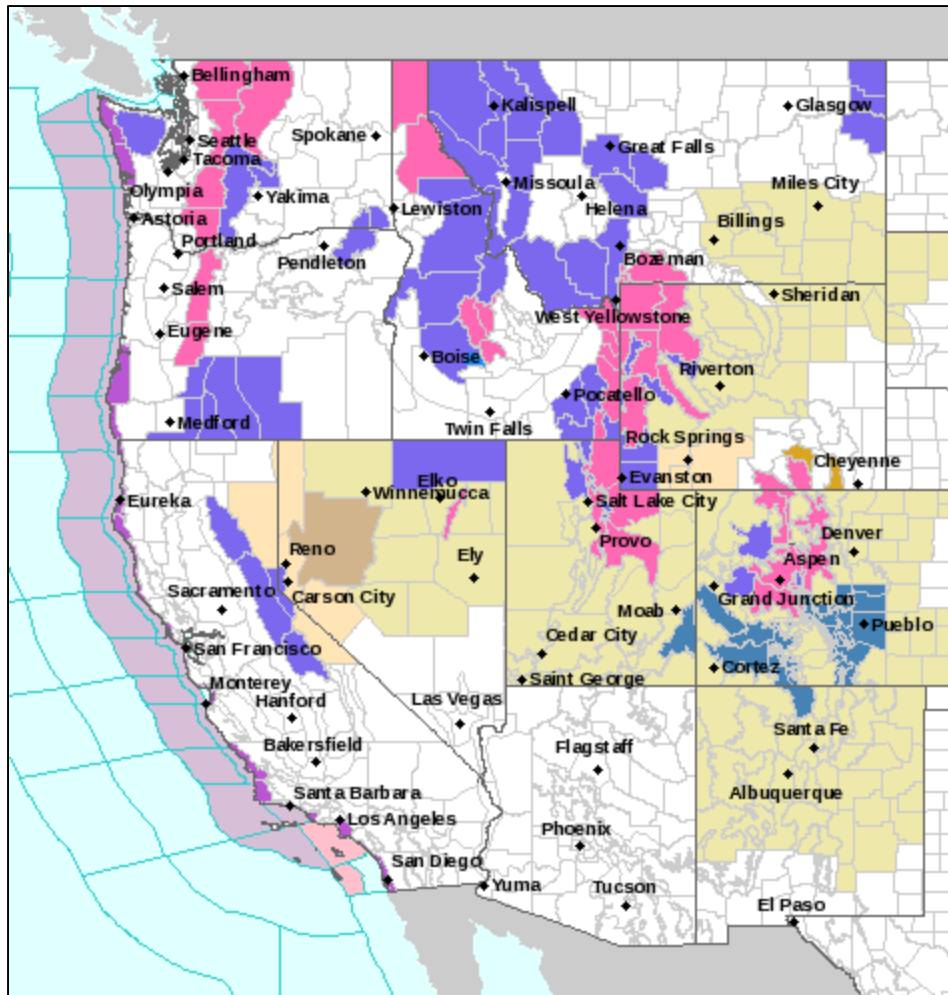 Bellingham
Kalispell
Glasgow
Seattle
Spokane
Great Falls
Tacoma
Olympia
Missoula
Miles City
Yakima
Helena
Lewiston
Astoria
Billings
Portland
Bozeman
Pendleton
Salem
Sheridan
West Yellowstone
Eugene
Boise
Riverton
Pocatello
Medford
Twin Falls
Rock Springs
Cheyenne
Elko
Evanston
Winnemucca
Eureka
Salt Lake City
Denver
Provo
Reno
Ely
Aspen
Sacramento
Carson City
Grand Junction
Moab
Pueblo
Cedar City
San Francisco
Cortez
Saint George
Monterey
Hanford
Las Vegas
Santa Fe
Bakersfield
Flagstaff
Albuquerque
Santa Barbara
Los Angeles
Phoenix
San Diego
Yuma
Tucson
El Paso